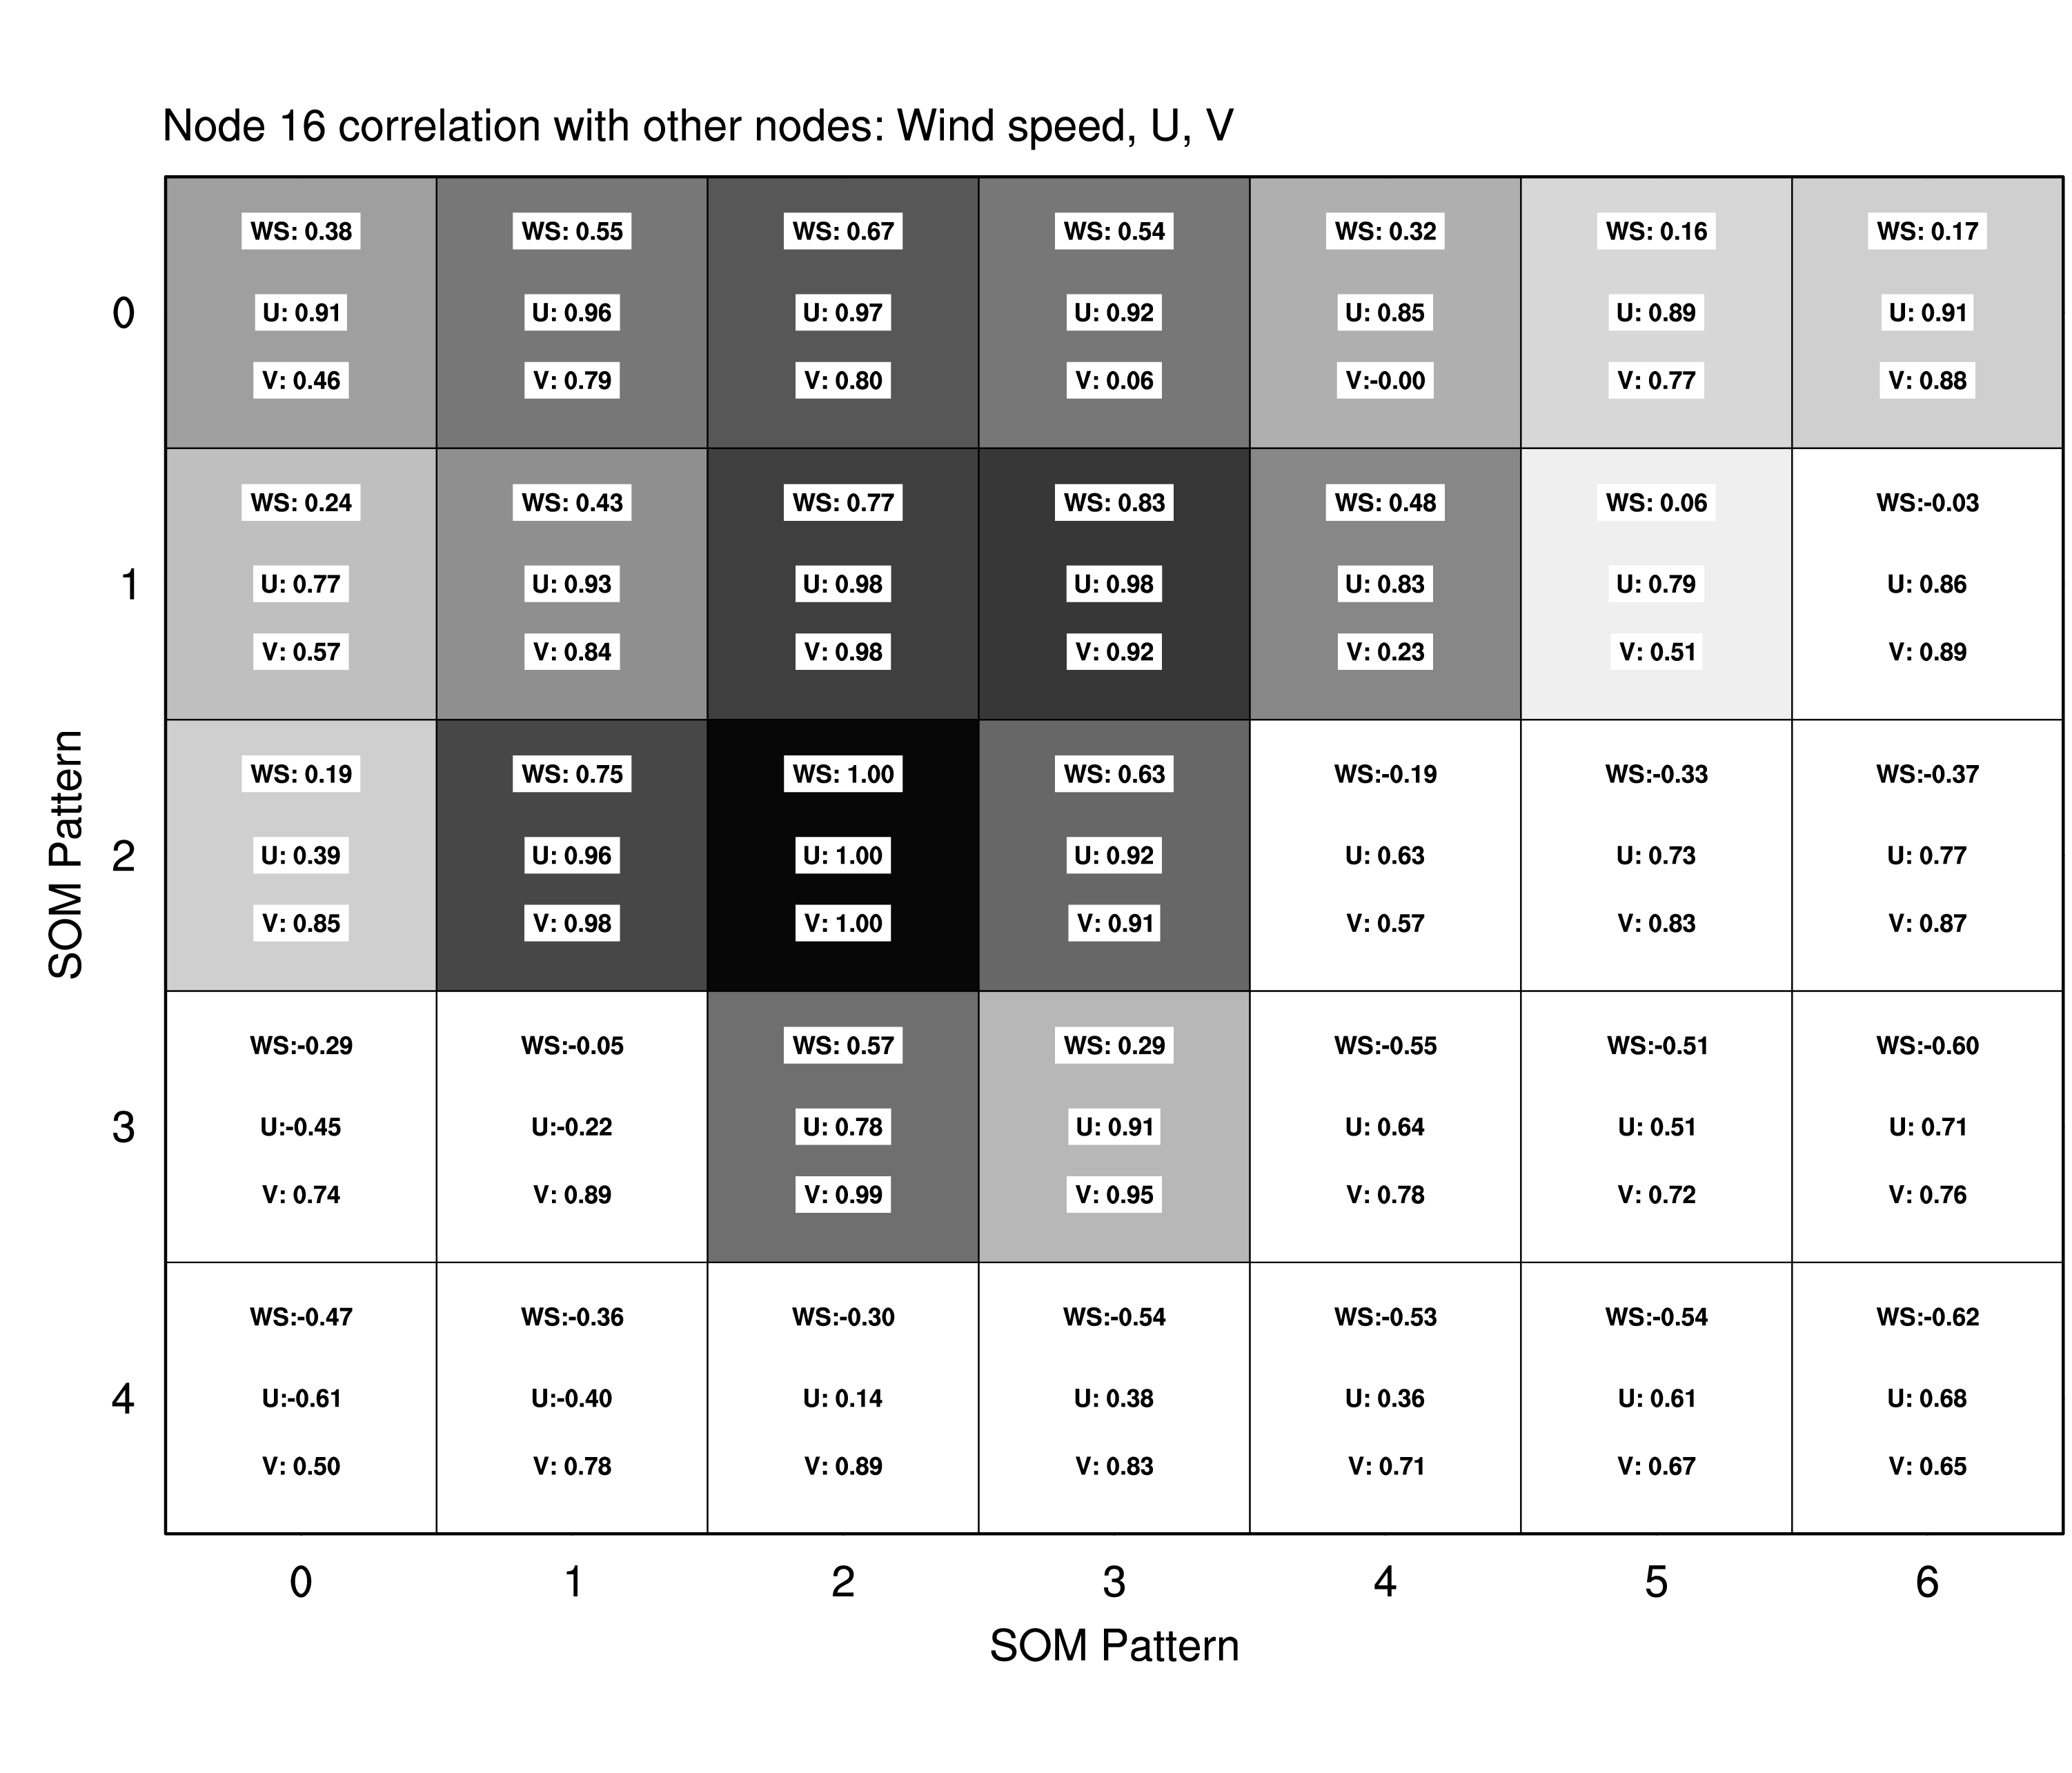 Node 16 correlation with other nodes: Wind speed, U, V
WS: 0.38 WS: 0.55 WS: 0.67 WS: 0.54 WS: 0.32 WS: 0.16 WS: 0.17
0 U: 0.91 U: 0.96 U: 0.97 U: 0.92 U: 0.85 U: 0.89 U: 0.91
V: 0.46 V: 0.79 V: 0.80 V: 0.06 V:-0.00 V: 0.77 V: 0.88
WS: 0.24 WS: 0.43 WS: 0.77 WS: 0.83 WS: 0.48 WS: 0.06 WS:-0.03
1 U: 0.77 U: 0.93 U: 0.98 U: 0.98 U: 0.83 U: 0.79 U: 0.86
V: 0.57 V: 0.84 V: 0.98 V: 0.92 V: 0.23 V: 0.51 V: 0.89
WS: 0.19 WS: 0.75 WS: 1.00 WS: 0.63 WS:-0.19 WS:-0.33 WS:-0.37
SOM Pattern
2 U: 0.39 U: 0.96 U: 1.00 U: 0.92 U: 0.63 U: 0.73 U: 0.77
V: 0.85 V: 0.98 V: 1.00 V: 0.91 V: 0.57 V: 0.83 V: 0.87
WS:-0.29 WS:-0.05 WS: 0.57 WS: 0.29 WS:-0.55 WS:-0.51 WS:-0.60
3 U:-0.45 U:-0.22 U: 0.78 U: 0.91 U: 0.64 U: 0.51 U: 0.71
V: 0.74 V: 0.89 V: 0.99 V: 0.95 V: 0.78 V: 0.72 V: 0.76
WS:-0.47 WS:-0.36 WS:-0.30 WS:-0.54 WS:-0.53 WS:-0.54 WS:-0.62
4 U:-0.61 U:-0.40 U: 0.14 U: 0.38 U: 0.36 U: 0.61 U: 0.68
V: 0.50 V: 0.78 V: 0.89 V: 0.83 V: 0.71 V: 0.67 V: 0.65
0 1 2 3 4 5 6
SOM Pattern